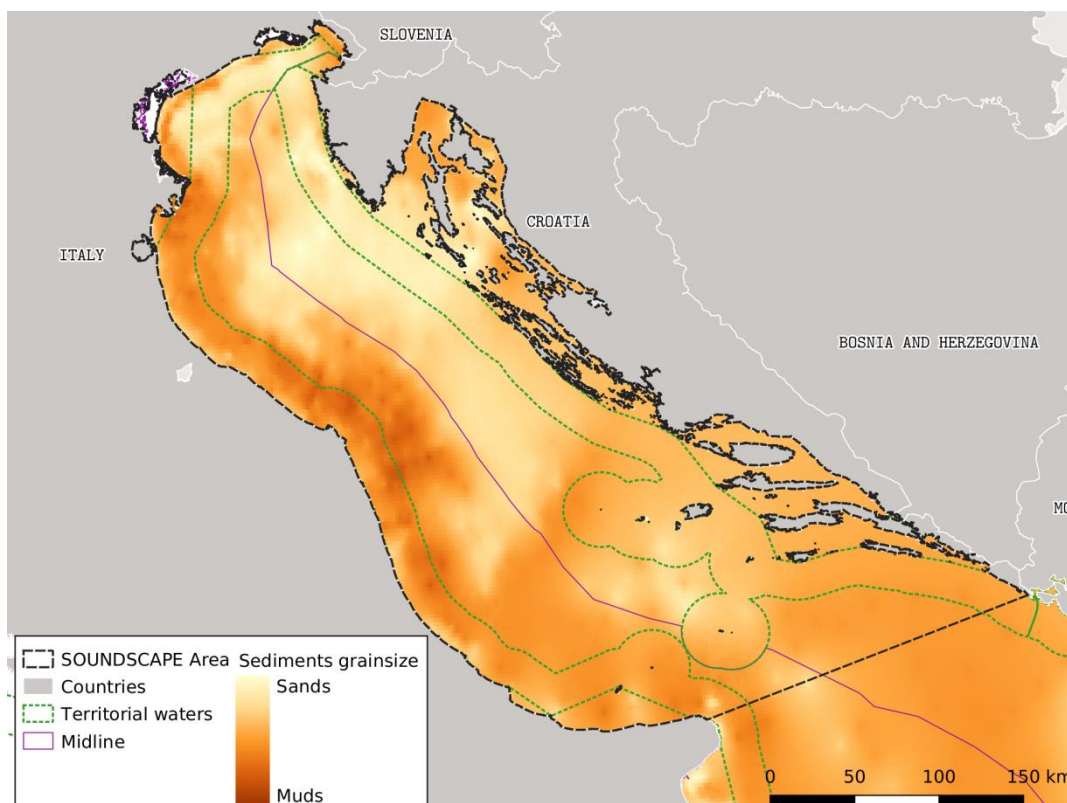 SLOVENIA
CROATIA
ITALY
BOSNIA AND HERZEGOVINA
MO
SOUNDSCAPE Area
Countries
Territorial waters
Midline
Sediments grainsize
Sands
Muds
0 50 100 150 km